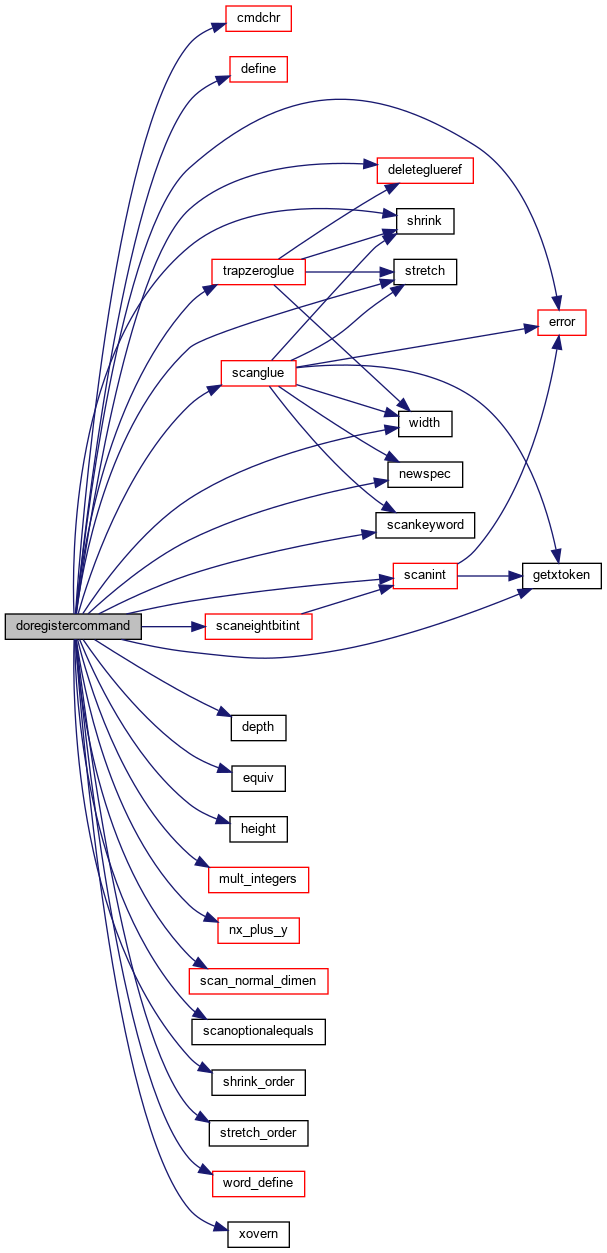 cmdchr
define
deleteglueref
shrink
trapzeroglue
stretch
error
scanglue
width
newspec
scankeyword
scanint
getxtoken
doregistercommand
scaneightbitint
depth
equiv
height
mult_integers
nx_plus_y
scan_normal_dimen
scanoptionalequals
shrink_order
stretch_order
word_define
xovern